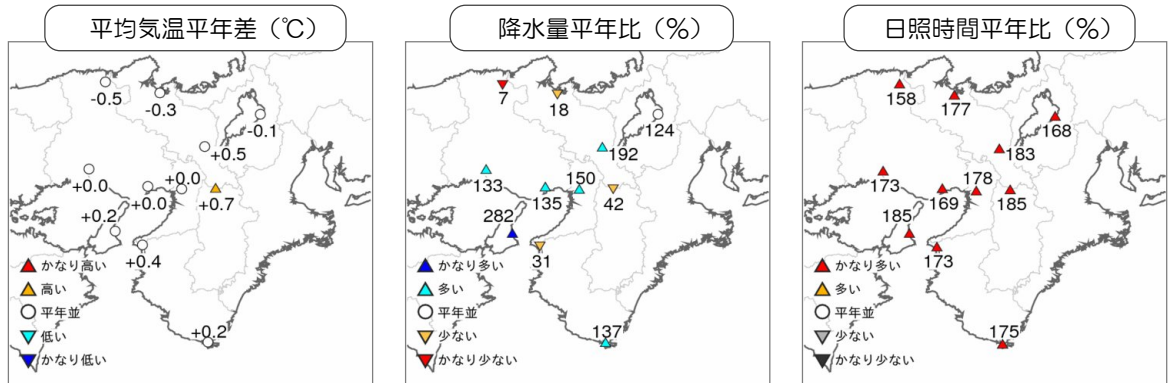 平均気温平年差（℃）
-0.5
-0.3
-0.1
+0.5
+0.0
+0.0
+0.0
+0.7
+0.2
+0.4
+0.2
かなり高い
高い
平年並
低い
かなり低い
降水量平年比（%）
7
18
124
192
133
150
135
42
282
31
137
かなり多い
多い
平年並
少ない
かなり少ない
日照時間平年比（%）
158
177
168
183
173
178
169
185
185
173
175
かなり多い
多い
平年並
少ない
かなり少ない